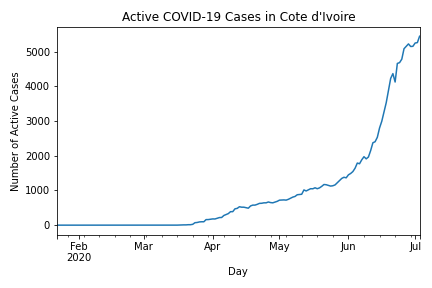 Active COVID-19 Cases in Cote d'Ivoire
Number of Active Cases
5000
4000
3000
2000
1000
0
Feb Mar Apr May Jun Jul
2020
Day